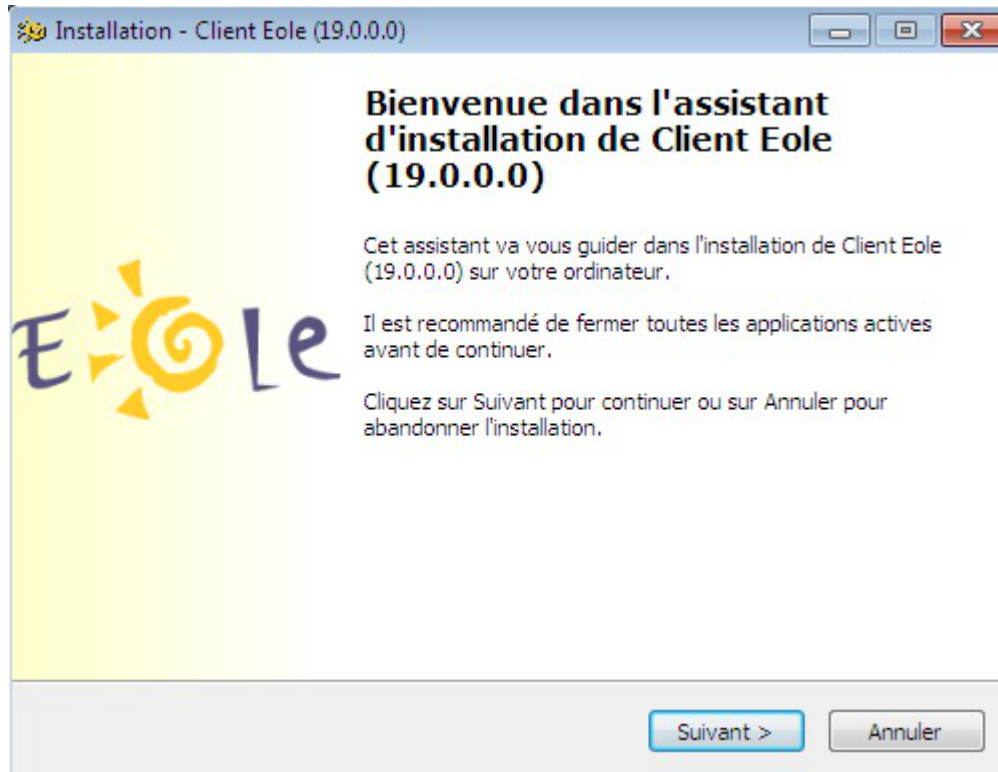 Installation - Client Eole (19.0.0.0)
Bienvenue dans l'assistant
d'installation de Client Eole
(19.0.0.0)
Cet assistant va vous guider dans l'installation de Client Eole
(19.0.0.0) sur votre ordinateur.
Il est recommandé de fermer toutes les applications actives
avant de continuer.
EOle
Cliquez sur Suivant pour continuer ou sur Annuler pour
abandonner l'installation.
Suivant >
Annuler